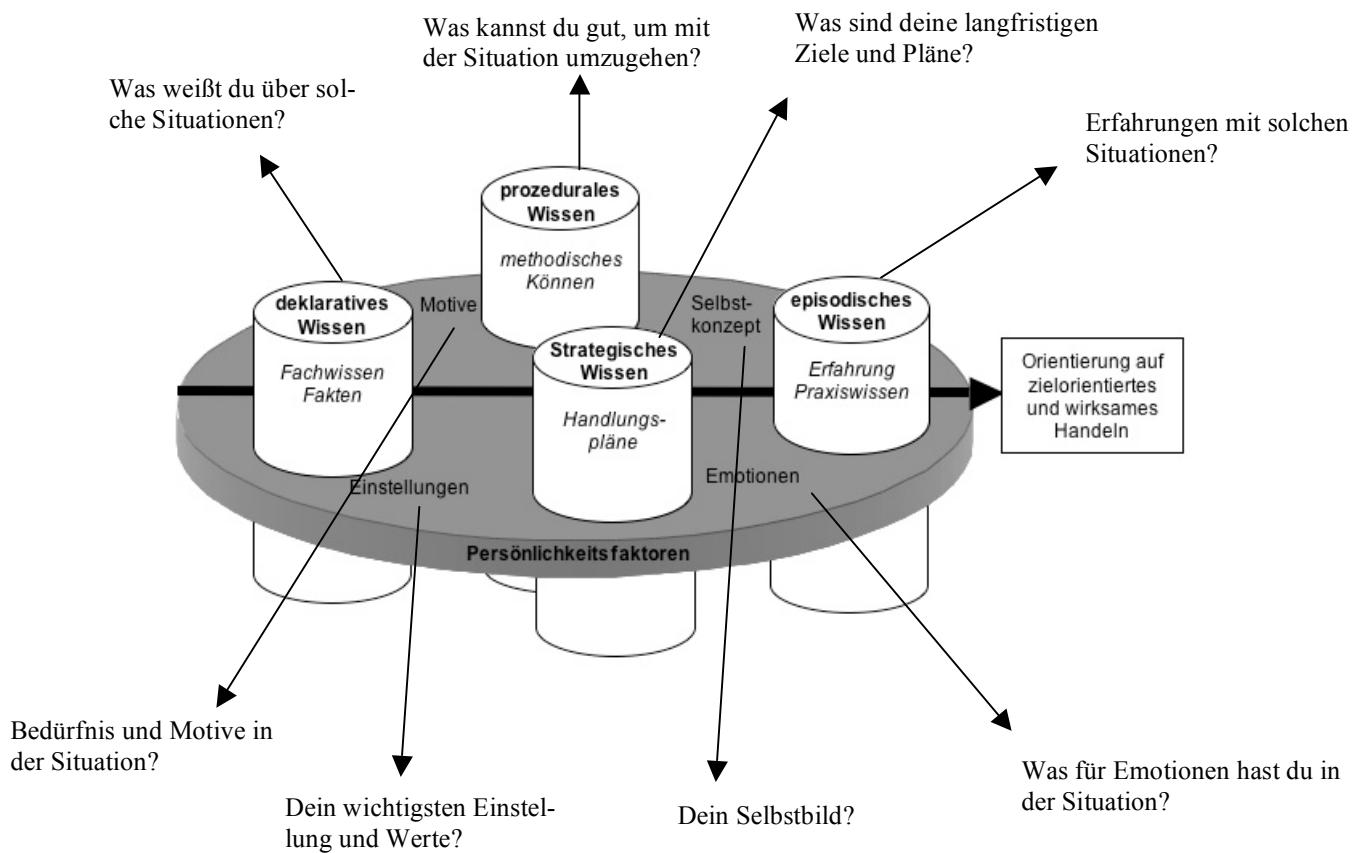 Was kannst du gut, um mit
der Situation umzugehen?
Was sind deine langfristigen
Ziele und Pläne?
Was weißt du über sol-
che Situationen?
Erfahrungen mit solchen
Situationen?
prozedurales
Wissen
methodisches
Können
deklaratives
Wissen
Fachwissen
Fakten
Motive
Selbst-
konzept
episodisches
Wissen
Erfahrung
Praxiswissen
Strategisches
Wissen
Handlungs-
pläne
Orientierung auf
zielorientiertes
und wirksames
Handeln
Einstellungen
Emotionen
Persönlichkeitsfaktoren
Bedürfnis und Motive in
der Situation?
Dein wichtigsten Einstel-
lung und Werte?
Dein Selbstbild?
Was für Emotionen hast du in
der Situation?